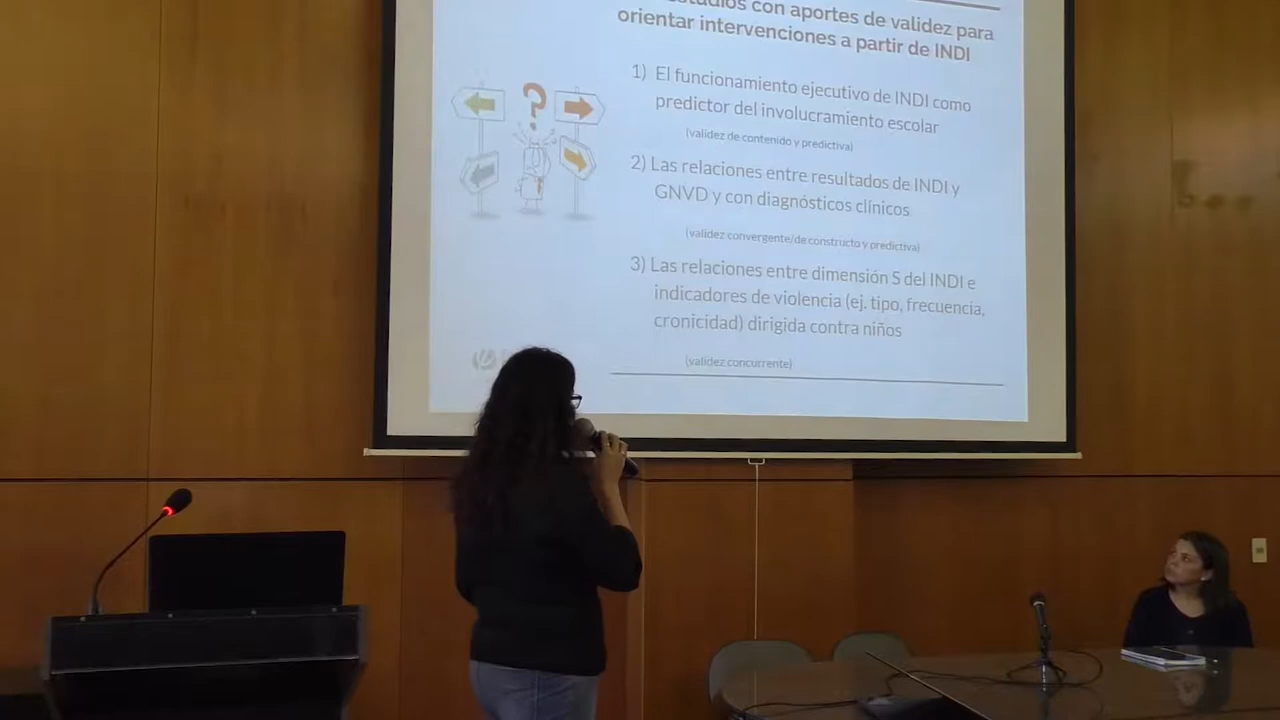 estudios con aportes de validez para
orientar intervenciones a partir de INDI
1) El funcionamiento ejecutivo de INDI como
predictor del involucramiento escolar
(validez de contenido y predictiva)
2) Las relaciones entre resultados de INDI y
GNVD y con diagnósticos clínicos
(validez convergente/de constructo y predictiva)
3) Las relaciones entre dimensión S del INDI e
indicadores de violencia (ej. tipo, frecuencia,
cronicidad) dirigida contra niños
(validez concurrente)
?